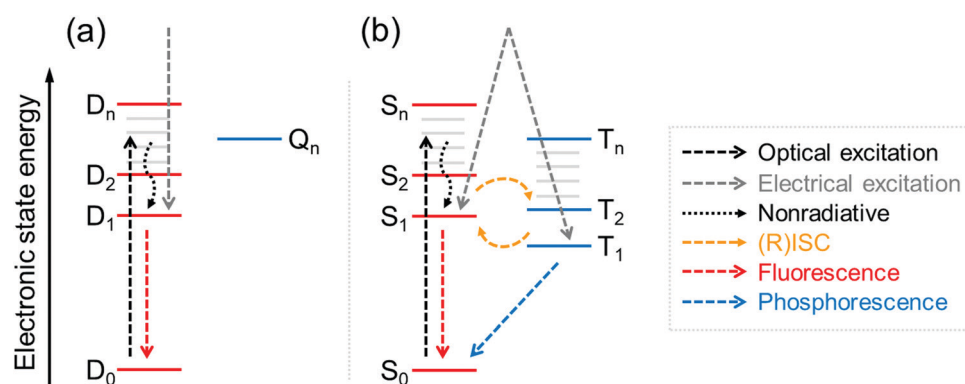 (a)
(b)
Electronic state energy
Dn
D2
D1
D0
Qn
Sn
S2
S1
S0
Tn
T2
T1
Optical excitation
Electrical excitation
Nonradiative
(R)ISC
Fluorescence
Phosphorescence